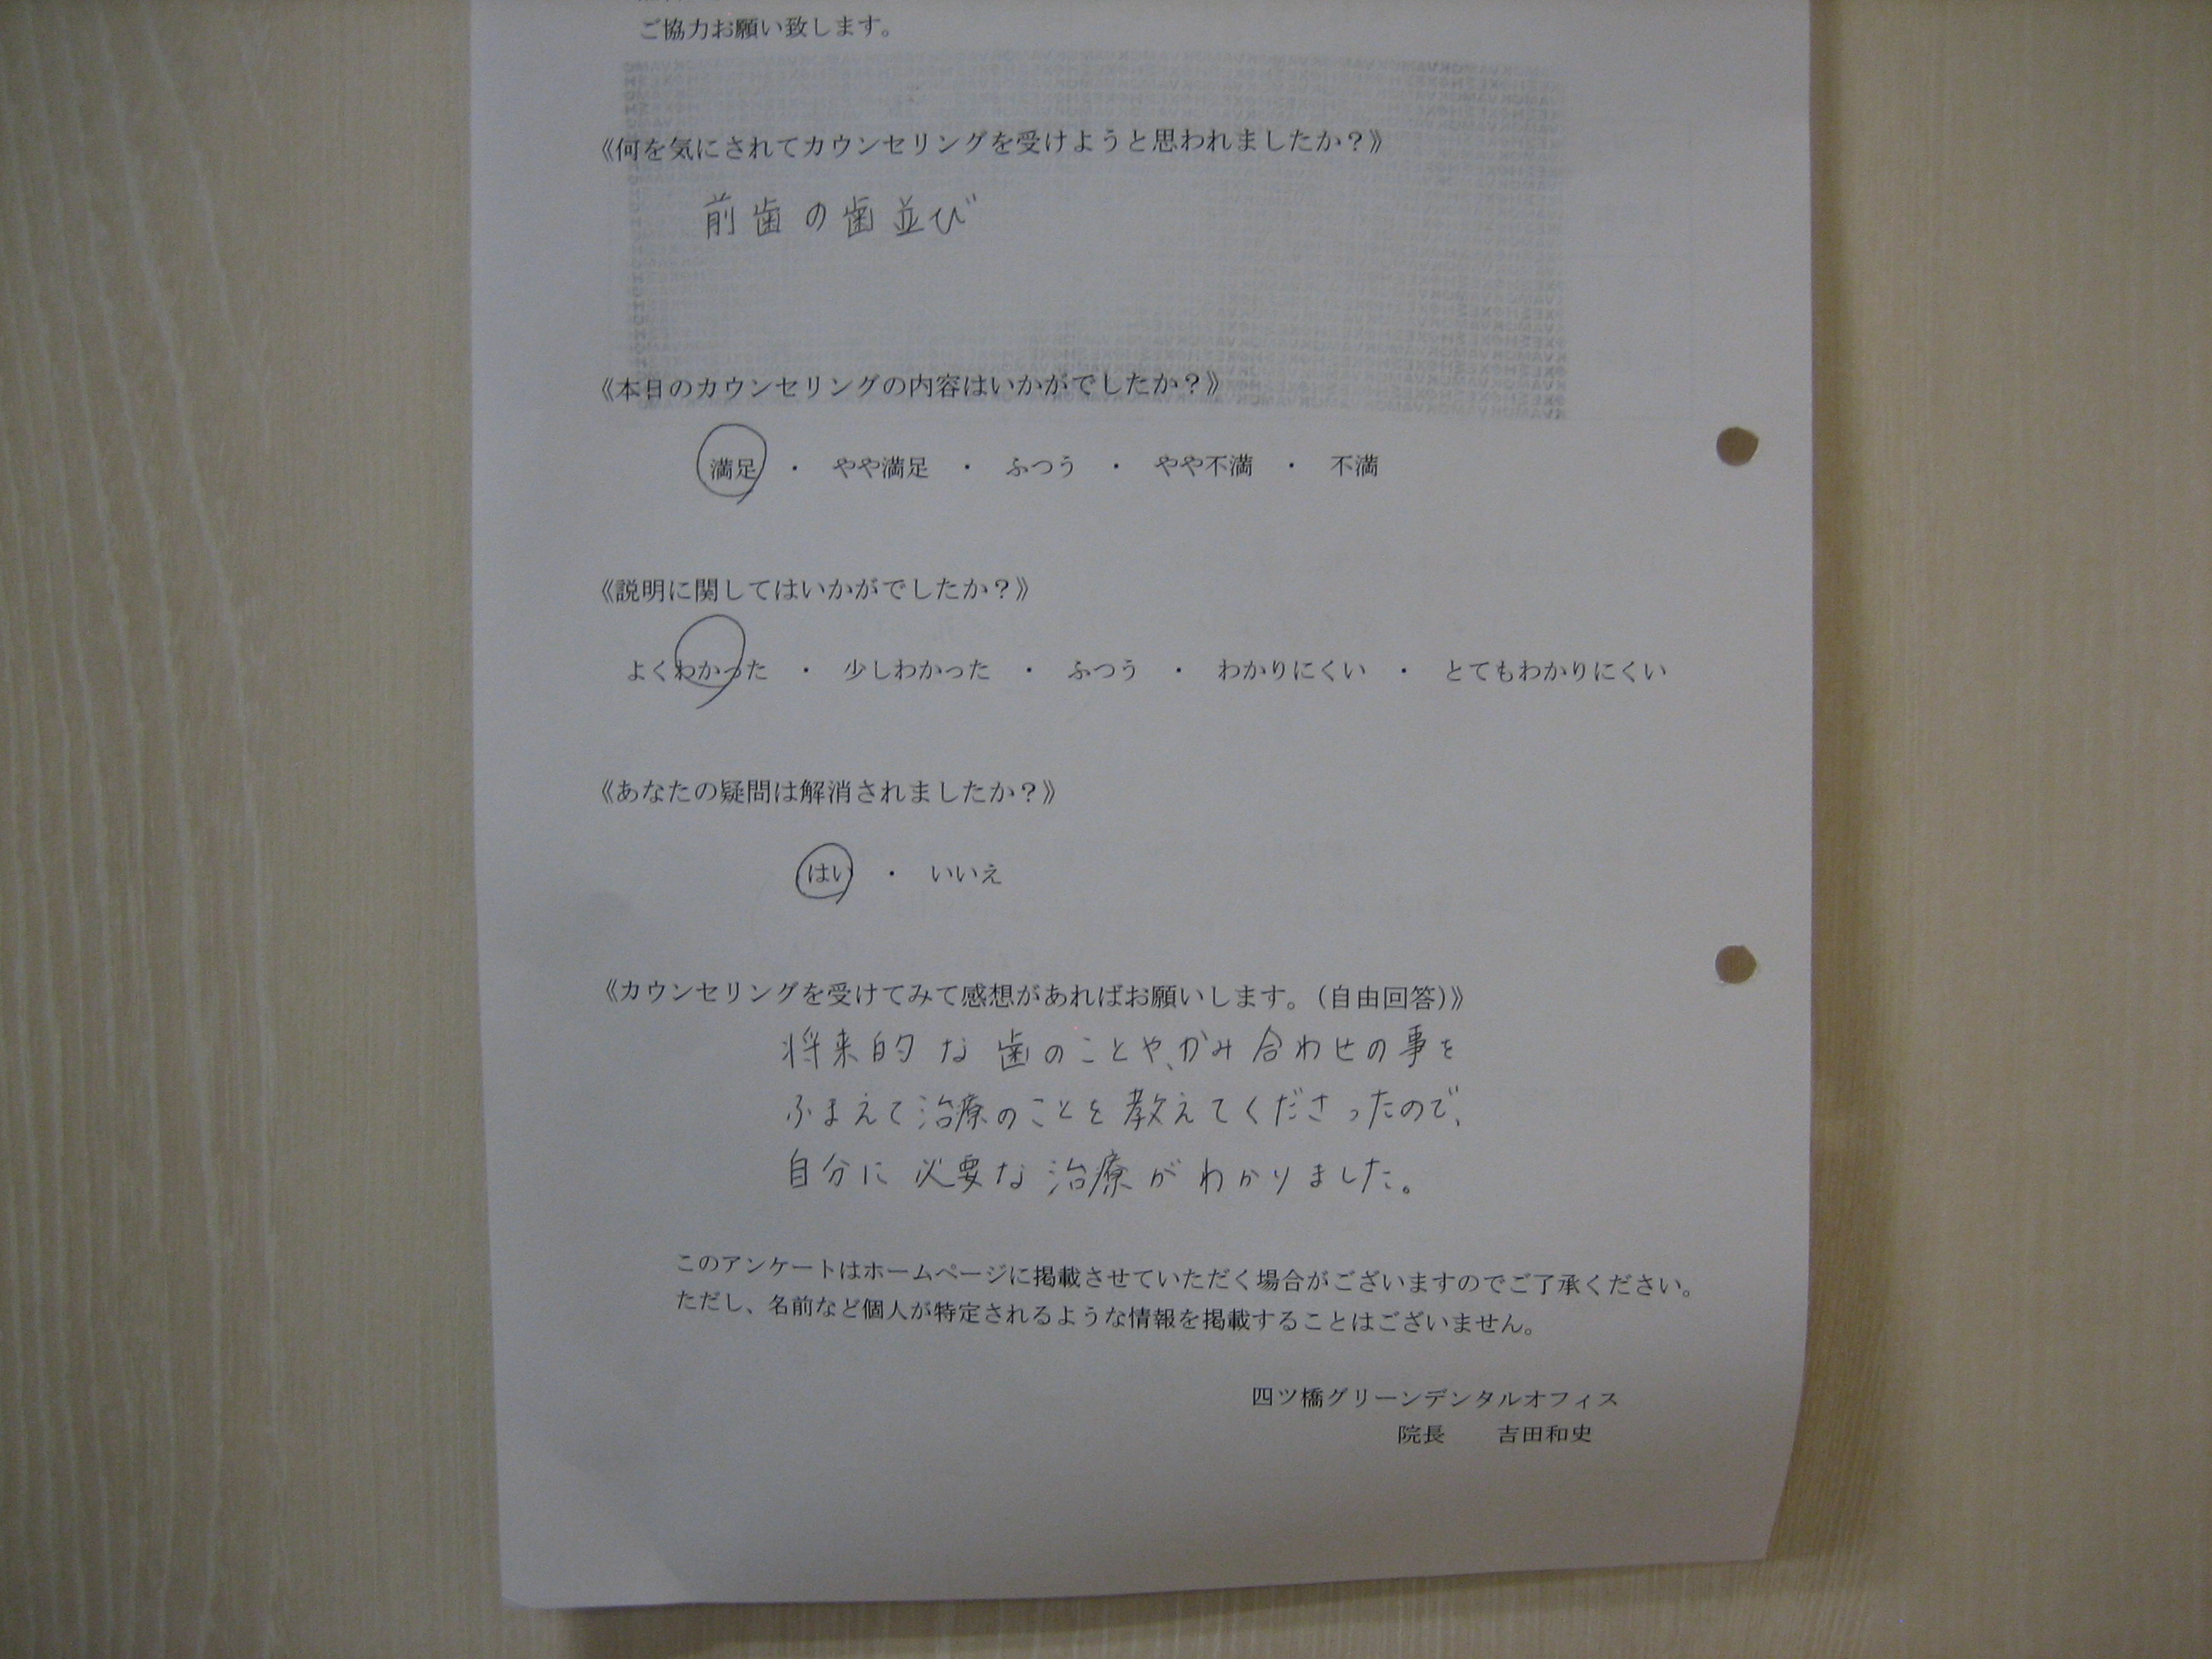 ご協力お願い致します。
《何を気にされてカウンセリングを受けようと思われましたか？》
前歯の歯並び
《本日のカウンセリングの内容はいかがでしたか？》
満足 ・ やや満足 ・ ふつう ・ やや不満 ・ 不満
《説明に関してはいかがでしたか？》
よくわかった ・ 少しわかった ・ ふつう ・ わかりにくい ・ とてもわかりにくい
《あなたの疑問は解消されましたか？》
はい ・ いいえ
《カウンセリングを受けてみて感想があればお願いします。（自由回答）》
将来的な歯のことや、かみ合わせの事を
ふまえて治療のことを教えてくださったので、
自分に必要な治療がわかりました。
このアンケートはホームページに掲載させていただく場合がございますのでご了承ください。
ただし、名前など個人が特定されるような情報を掲載することはございません。
四ツ橋グリーンデンタルオフィス
院長 吉田和史